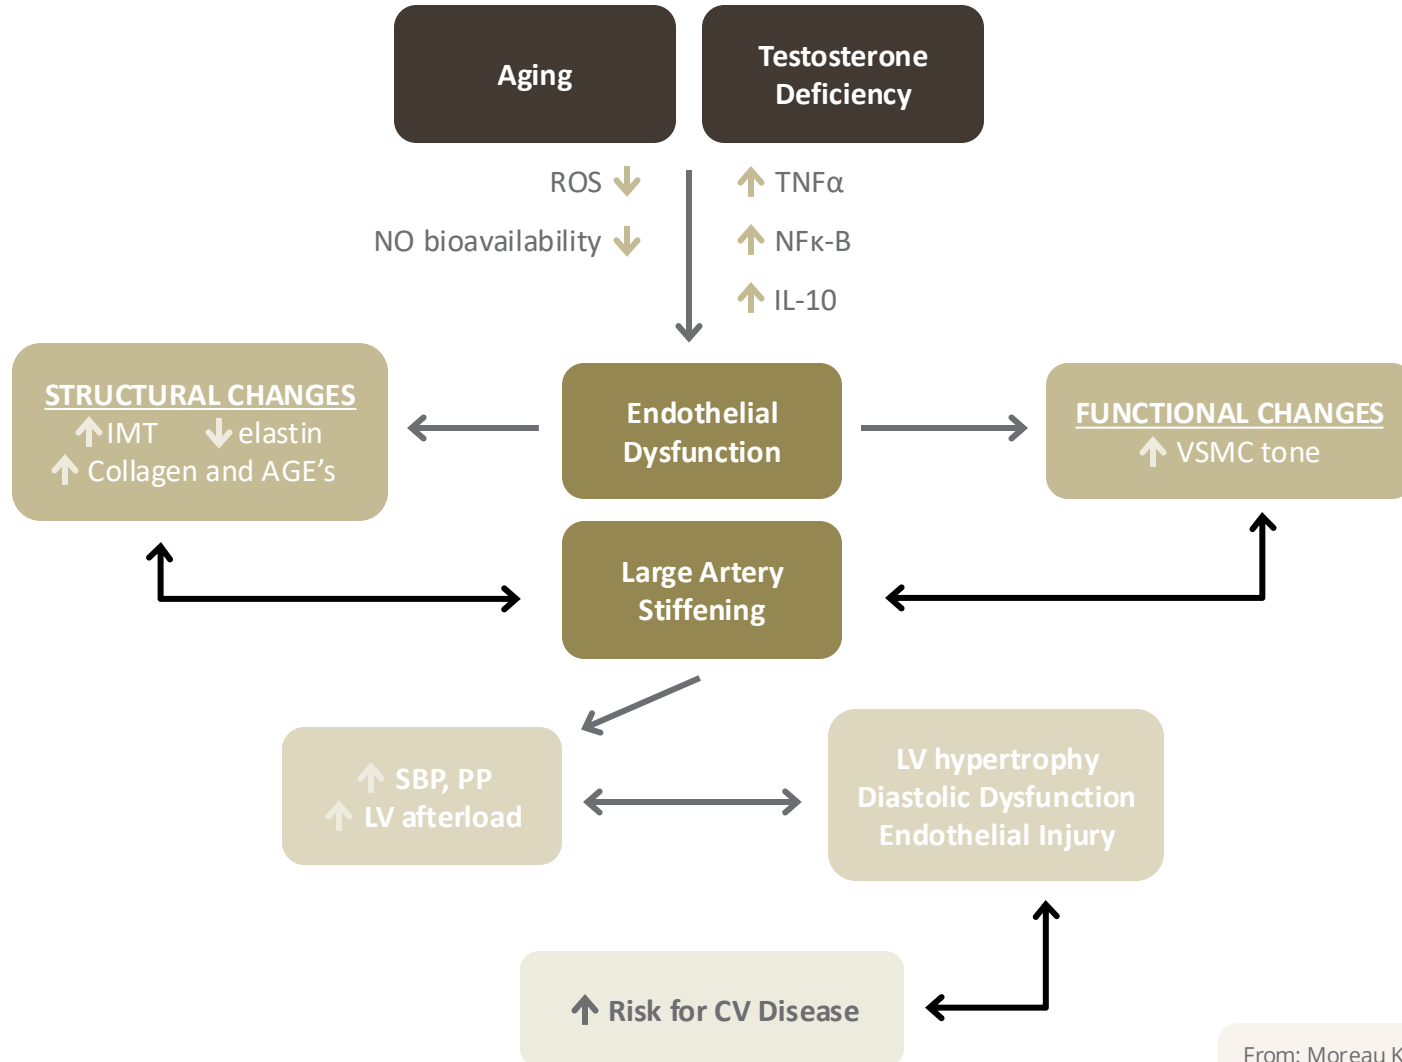 Aging
Testosterone
Deficiency
ROS
NO bioavailability
TNFα
NFκ-B
IL-10
STRUCTURAL CHANGES
IMT elastin
Collagen and AGE's
Endothelial
Dysfunction
FUNCTIONAL CHANGES
VSMC tone
Large Artery
Stiffening
SBP, PP
LV afterload
LV hypertrophy
Diastolic Dysfunction
Endothelial Injury
Risk for CV Disease
From: Moreau K